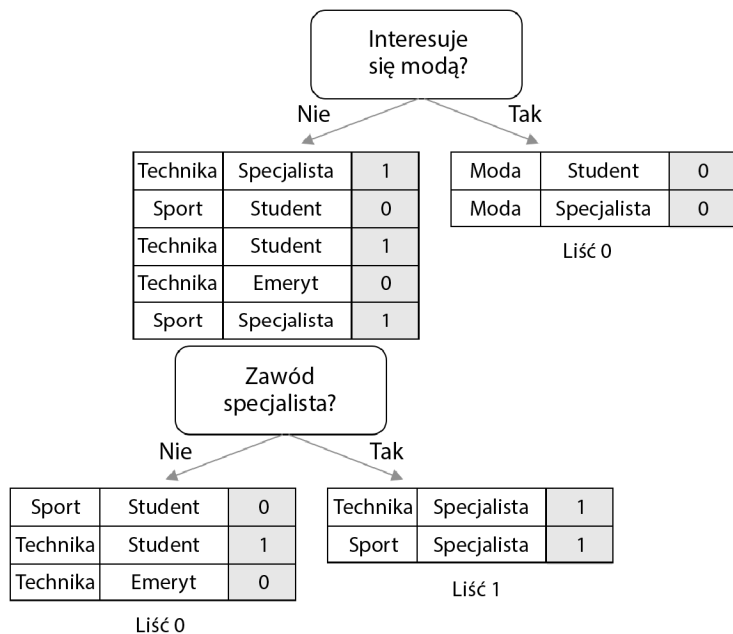 Interesuje
się modą?
Nie
Tak
Technika Specjalista 1
Sport Student 0
Technika Student 1
Technika Emeryt 0
Sport Specjalista 1
Moda Student 0
Moda Specjalista 0
Liść 0
Zawód
specjalista?
Nie
Tak
Sport Student 0
Technika Student 1
Technika Emeryt 0
Liść 0
Technika Specjalista 1
Sport Specjalista 1
Liść 1